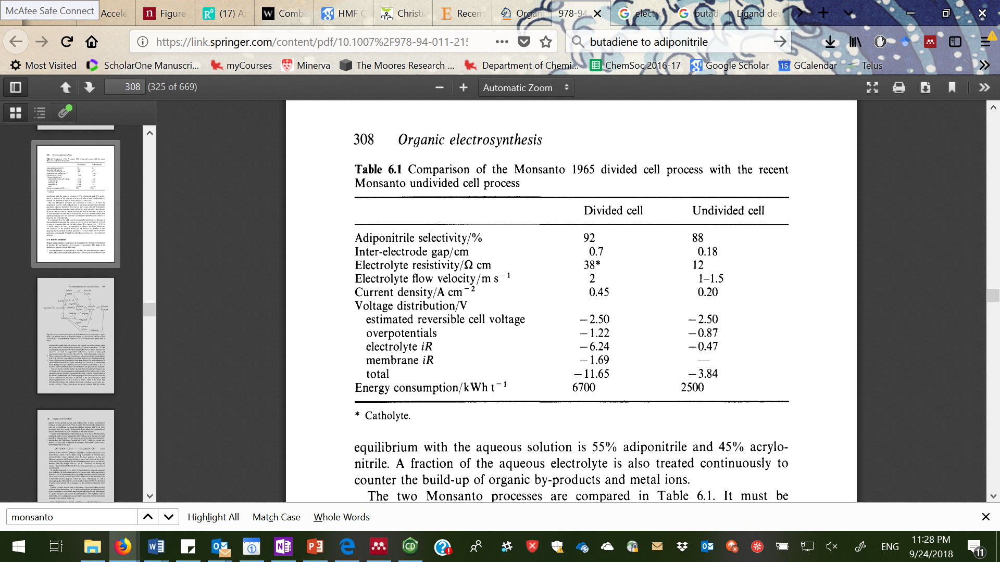 McAfee Safe Connect
Accele
Figure
(17) A
Combi
HMF C
Christi
Recent
Organ
978-94
electr
butadi
Ligand de
https://link.springer.com/content/pdf/10.1007%2F978-94-011-215
butadiene to adiponitrile
Most Visited
ScholarOne Manuscri...
myCourses
Minerva
The Moores Research ...
Department of Chemi...
ChemSoc 2016-17
Google Scholar
15 GCalendar
Telus
308 (325 of 669)
Automatic Zoom
308 Organic electrosynthesis
Table 6.1 Comparison of the Monsanto 1965 divided cell process with the recent
Monsanto undivided cell process
Divided cell Undivided cell
Adiponitrile selectivity/% 92 88
Inter-electrode gap/cm 0.7 0.18
Electrolyte resistivity/Ω cm 38* 12
Electrolyte flow velocity/m s⁻¹ 2 1–1.5
Current density/A cm⁻² 0.45 0.20
Voltage distribution/V
estimated reversible cell voltage −2.50 −2.50
overpotentials −1.22 −0.87
electrolyte iR −6.24 −0.47
membrane iR −1.69 —
total −11.65 −3.84
Energy consumption/kWh t⁻¹ 6700 2500
* Catholyte.
equilibrium with the aqueous solution is 55% adiponitrile and 45% acrylo-
nitrile. A fraction of the aqueous electrolyte is also treated continuously to
counter the build-up of organic by-products and metal ions.
The two Monsanto processes are compared in Table 6.1. It must be
monsanto
Highlight All Match Case Whole Words
ENG
11:28 PM
9/24/2018
11